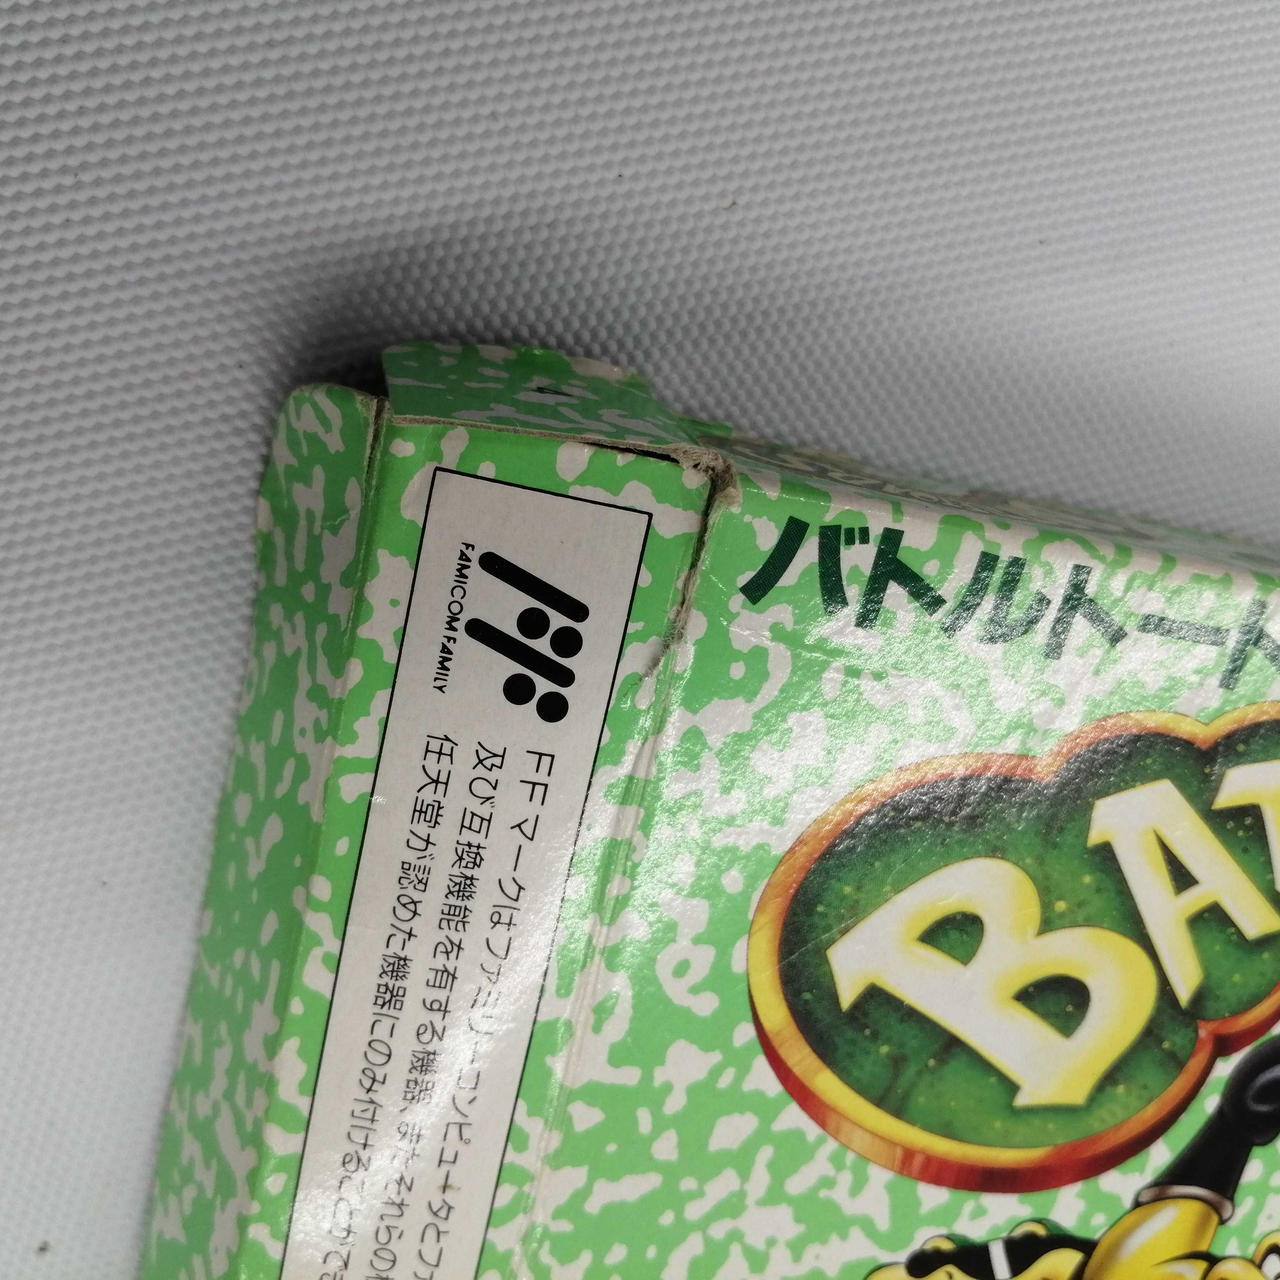 FAMICOM FAMILY
FFマークはファミリーコンピュータとフ
及び互換機能を有する機器、またそれらの
任天堂が認めた機器にのみ付けることができ
バトルトート
BAT